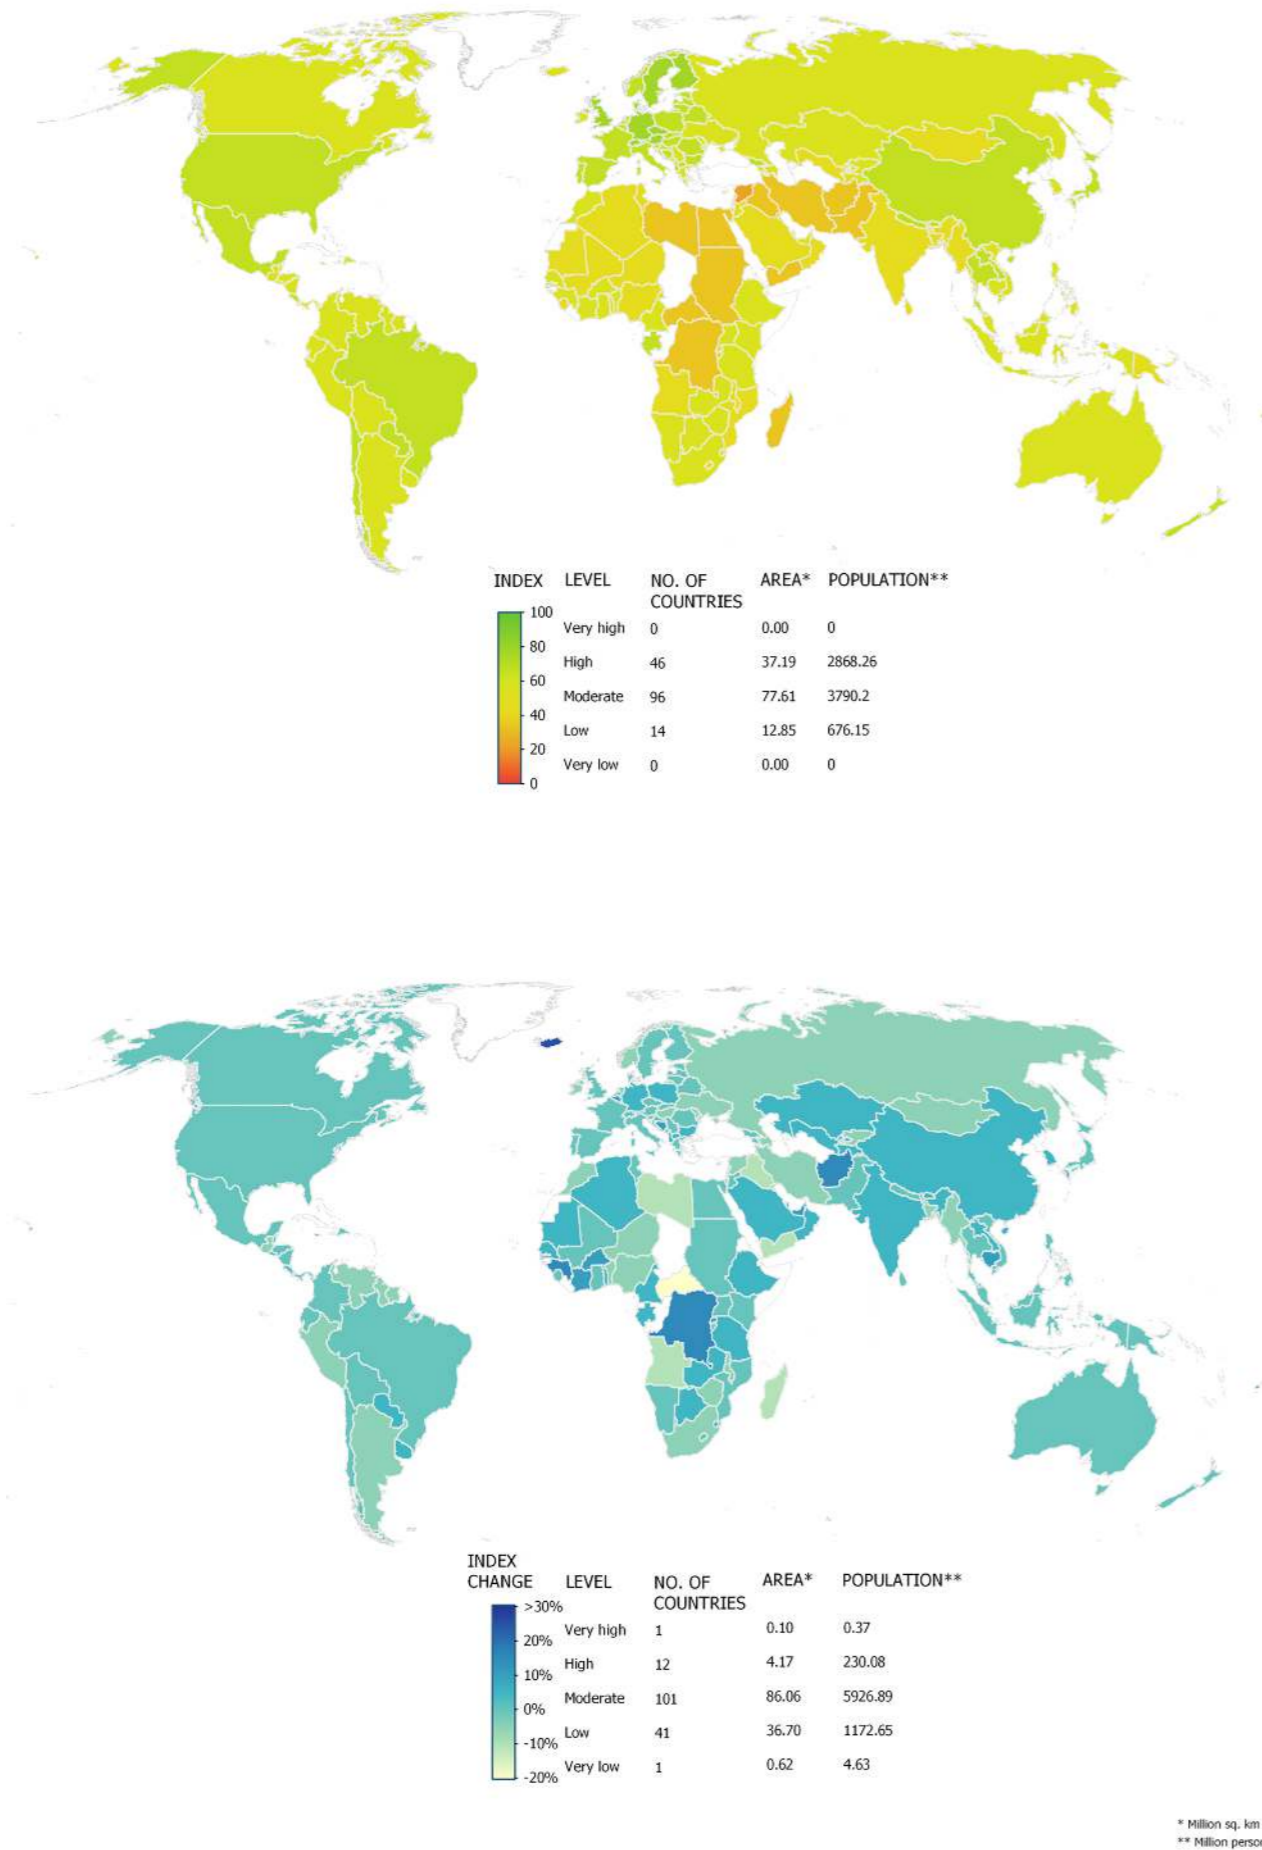 INDEX LEVEL NO. OF COUNTRIES AREA* POPULATION**
100
Very high 0 0.00 0
80
High 46 37.19 2868.26
60
Moderate 96 77.61 3790.2
40
Low 14 12.85 676.15
20
Very low 0 0.00 0
0
INDEX CHANGE LEVEL NO. OF COUNTRIES AREA* POPULATION**
>30%
Very high 1 0.10 0.37
20%
High 12 4.17 230.08
10%
Moderate 101 86.06 5926.89
0%
Low 41 36.70 1172.65
-10%
Very low 1 0.62 4.63
-20%
* Million sq. km
** Million perso